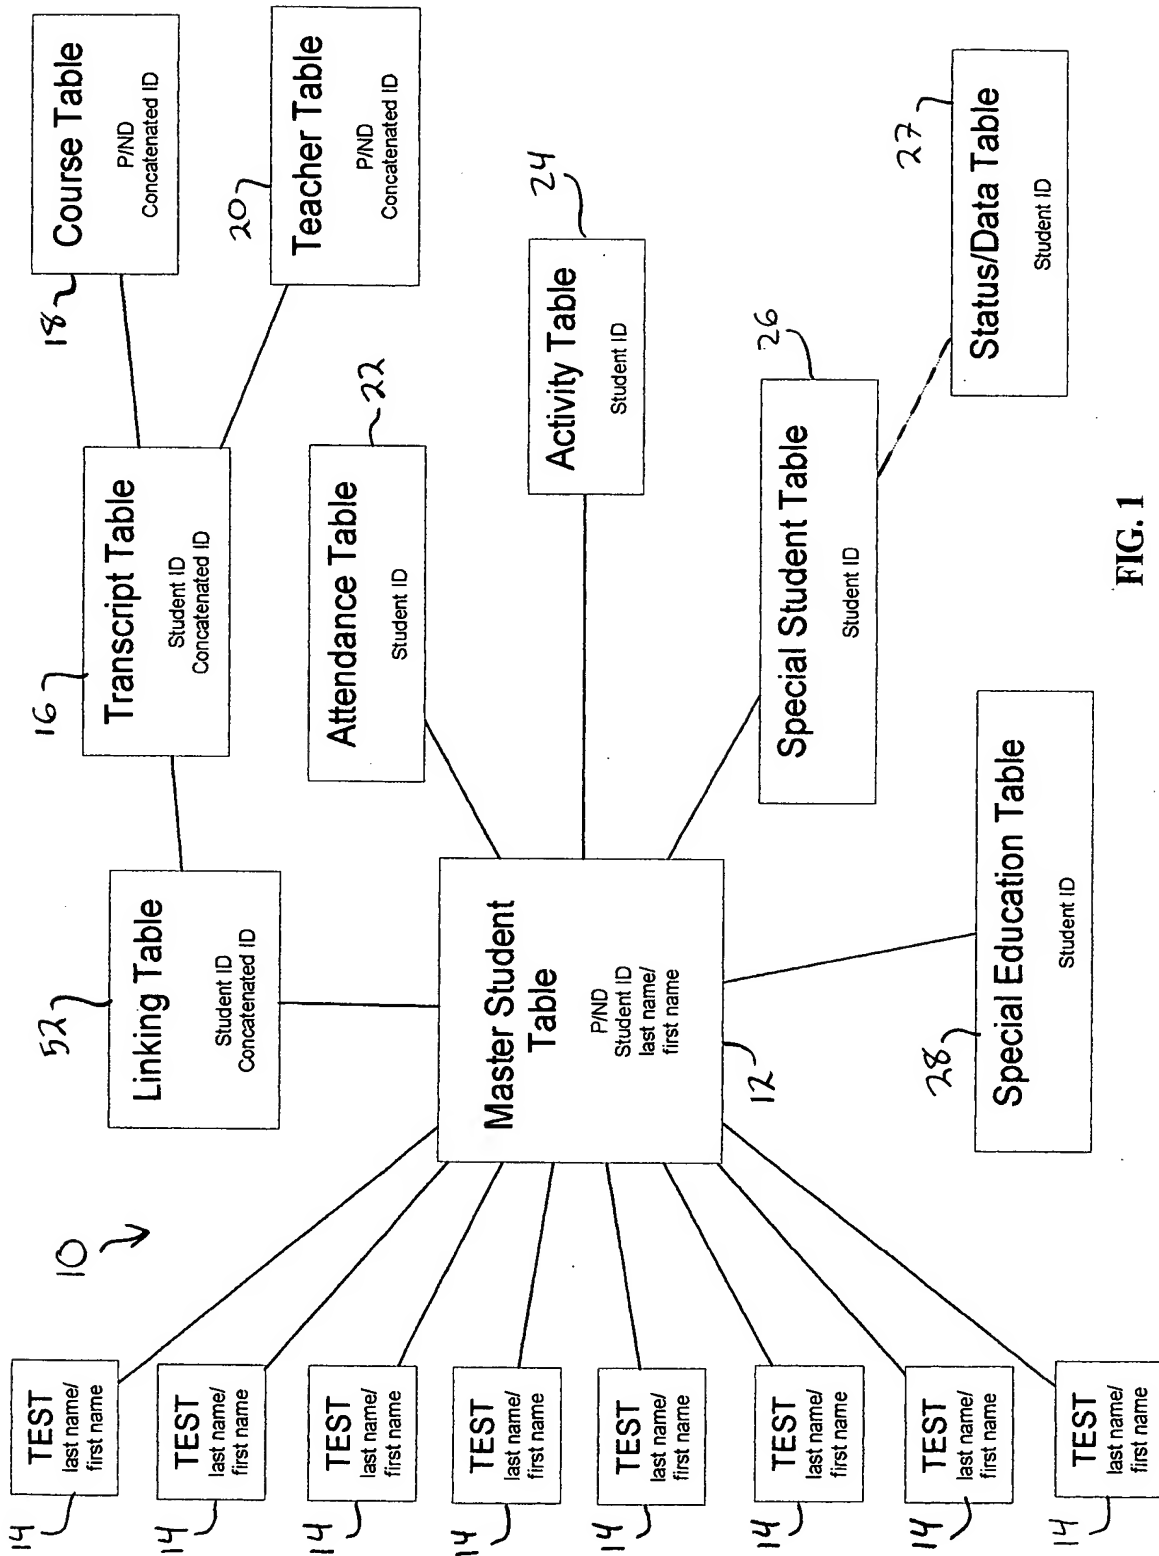 10
14
TEST
last name/
first name
14
TEST
last name/
first name
14
TEST
last name/
first name
14
TEST
last name/
first name
14
TEST
last name/
first name
14
TEST
last name/
first name
14
TEST
last name/
first name
14
TEST
last name/
first name
52
Linking Table
Student ID
Concatenated ID
Master Student
Table
P/ND
Student ID
last name/
first name
12
28
Special Education Table
Student ID
16
Transcript Table
Student ID
Concatenated ID
Attendance Table
Student ID
22
Activity Table
Student ID
24
Special Student Table
Student ID
26
18
Course Table
P/ND
Concatenated ID
20
Teacher Table
P/ND
Concatenated ID
27
Status/Data Table
Student ID
FIG. 1